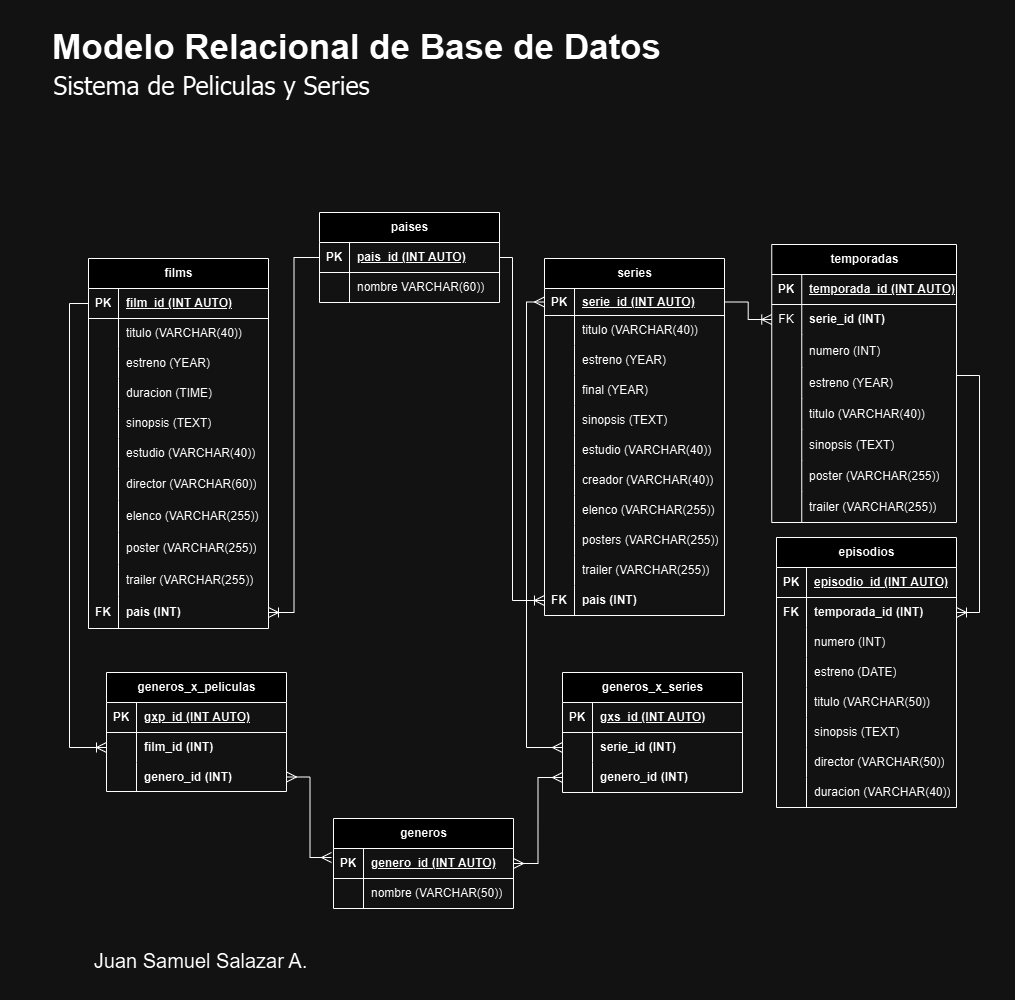 Modelo Relacional de Base de Datos
Sistema de Peliculas y Series
paises
PK pais_id (INT AUTO)
nombre VARCHAR(60))
films
PK film_id (INT AUTO)
titulo (VARCHAR(40))
estreno (YEAR)
duracion (TIME)
sinopsis (TEXT)
estudio (VARCHAR(40))
director (VARCHAR(60))
elenco (VARCHAR(255))
poster (VARCHAR(255))
trailer (VARCHAR(255))
FK pais (INT)
series
PK serie_id (INT AUTO)
titulo (VARCHAR(40))
estreno (YEAR)
final (YEAR)
sinopsis (TEXT)
estudio (VARCHAR(40))
creador (VARCHAR(40))
elenco (VARCHAR(255))
posters (VARCHAR(255))
trailer (VARCHAR(255))
FK pais (INT)
temporadas
PK temporada_id (INT AUTO)
FK serie_id (INT)
numero (INT)
estreno (YEAR)
titulo (VARCHAR(40))
sinopsis (TEXT)
poster (VARCHAR(255))
trailer (VARCHAR(255))
episodios
PK episodio_id (INT AUTO)
FK temporada_id (INT)
numero (INT)
estreno (DATE)
titulo (VARCHAR(50))
sinopsis (TEXT)
director (VARCHAR(50))
duracion (VARCHAR(40))
generos_x_peliculas
PK gxp_id (INT AUTO)
film_id (INT)
genero_id (INT)
generos_x_series
PK gxs_id (INT AUTO)
serie_id (INT)
genero_id (INT)
generos
PK genero_id (INT AUTO)
nombre (VARCHAR(50))
Juan Samuel Salazar A.